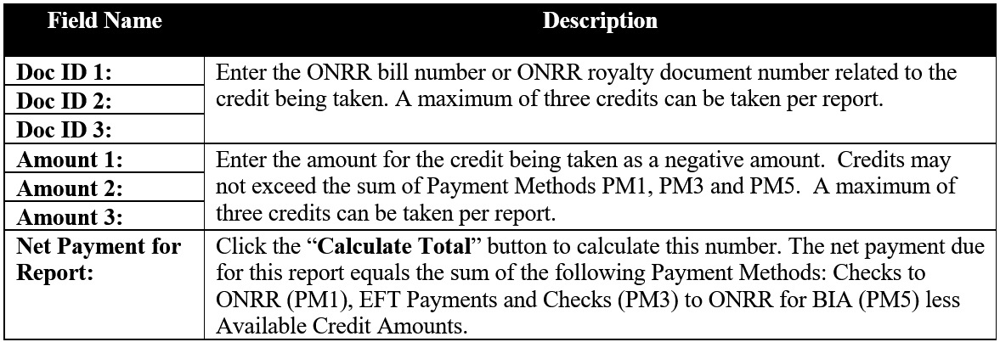 Field Name Description
Doc ID 1:
Doc ID 2:
Doc ID 3:
Enter the ONRR bill number or ONRR royalty document number related to the
credit being taken. A maximum of three credits can be taken per report.
Amount 1:
Amount 2:
Amount 3:
Enter the amount for the credit being taken as a negative amount.  Credits may
not exceed the sum of Payment Methods PM1, PM3 and PM5.  A maximum of
three credits can be taken per report.
Net Payment for
Report:
Click the “Calculate Total” button to calculate this number. The net payment due
for this report equals the sum of the following Payment Methods: Checks to
ONRR (PM1), EFT Payments and Checks (PM3) to ONRR for BIA (PM5) less
Available Credit Amounts.